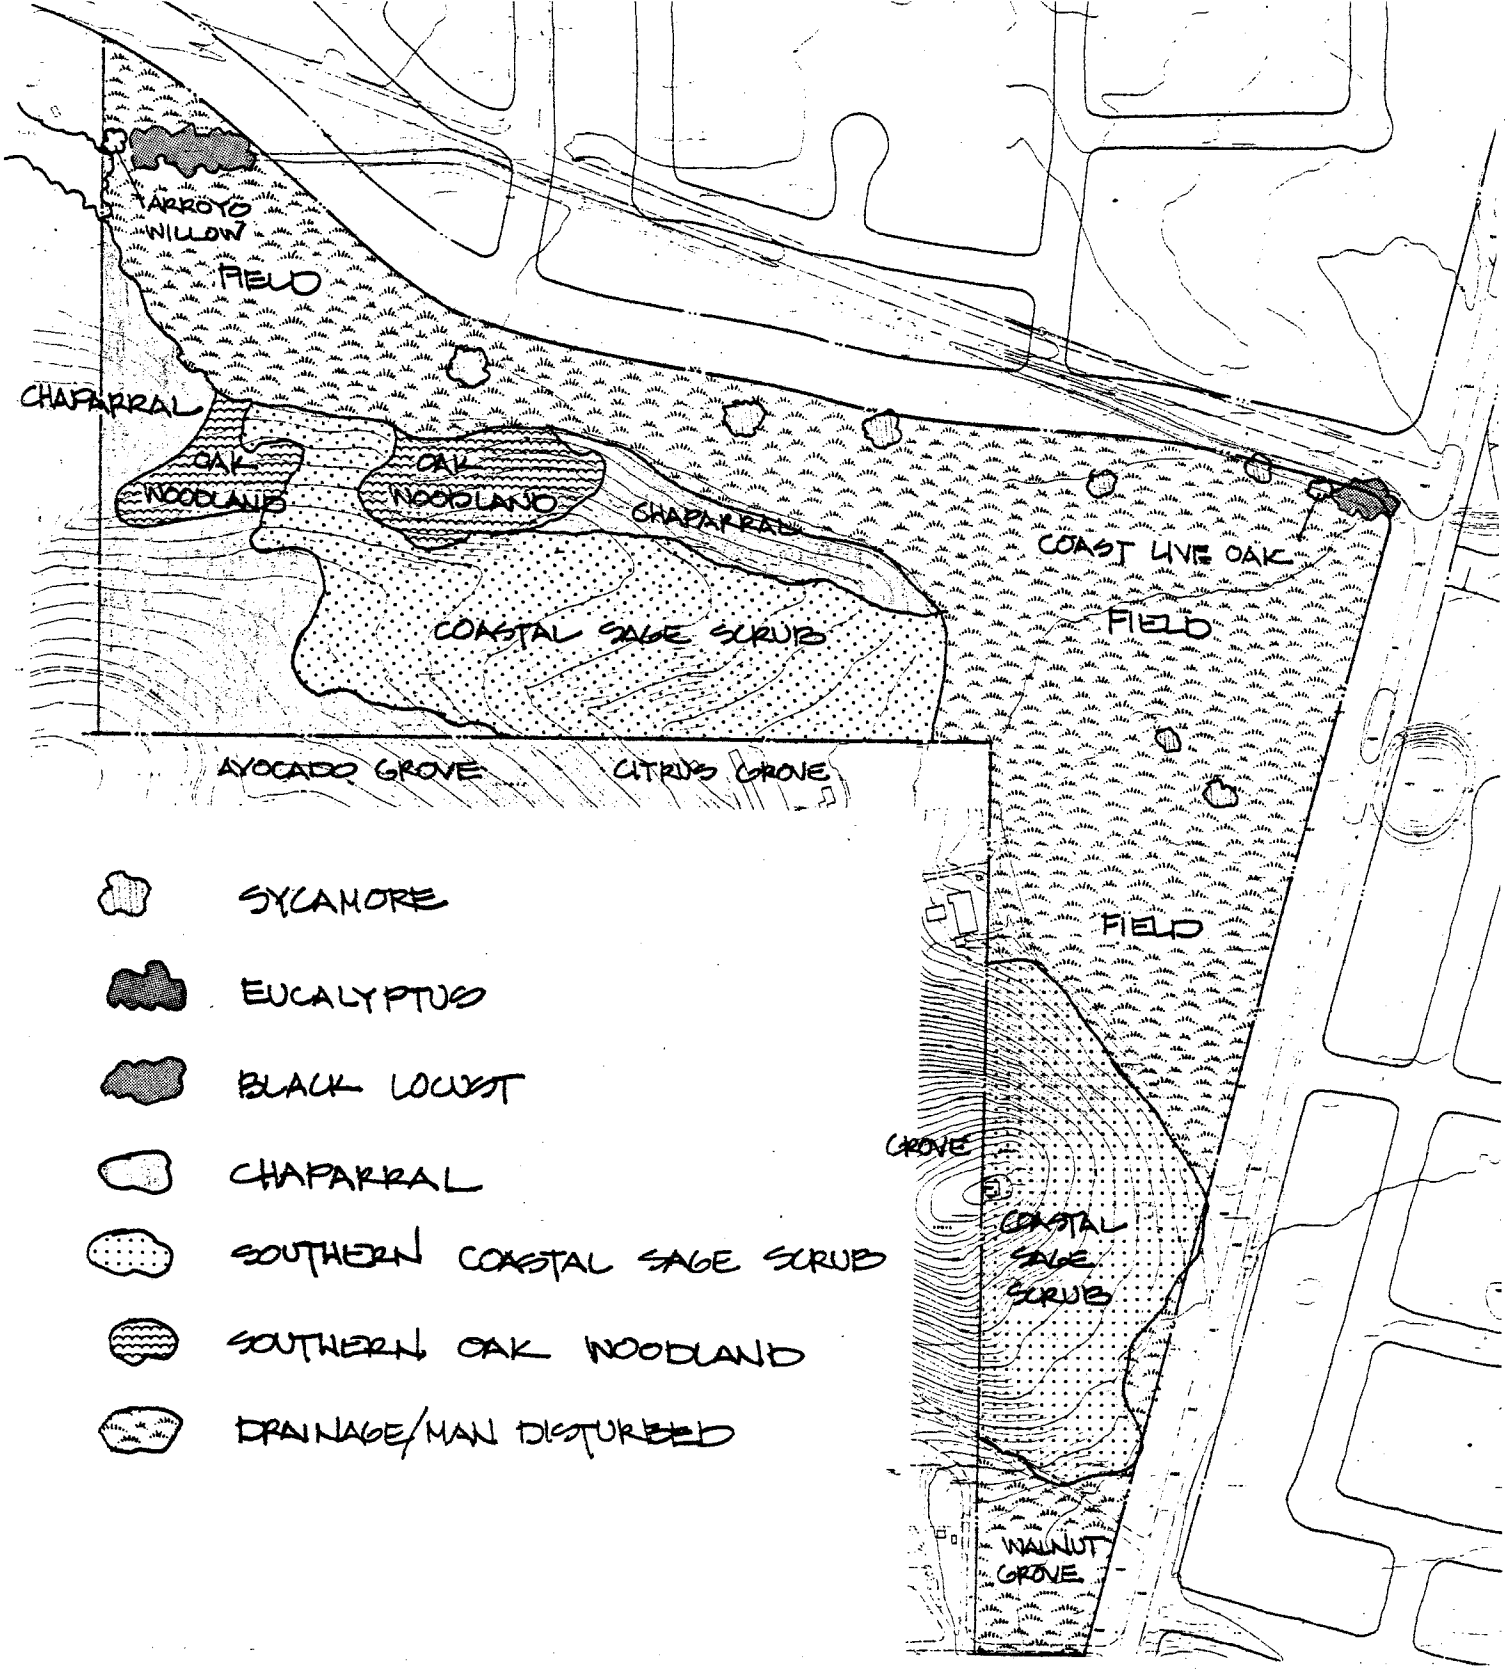 ARROYO
WILLOW
FIELD
CHAPARRAL
OAK
WOODLAND
OAK
WOODLAND
CHAPARRAL
COAST LIVE OAK
FIELD
COASTAL SAGE SCRUB
AVOCADO GROVE
CITRUS GROVE
FIELD
GROVE
COASTAL
SAGE
SCRUB
WALNUT
GROVE
SYCAMORE
EUCALYPTUS
BLACK LOCUST
CHAPARRAL
SOUTHERN COASTAL SAGE SCRUB
SOUTHERN OAK WOODLAND
DRAINAGE/MAN DISTURBED